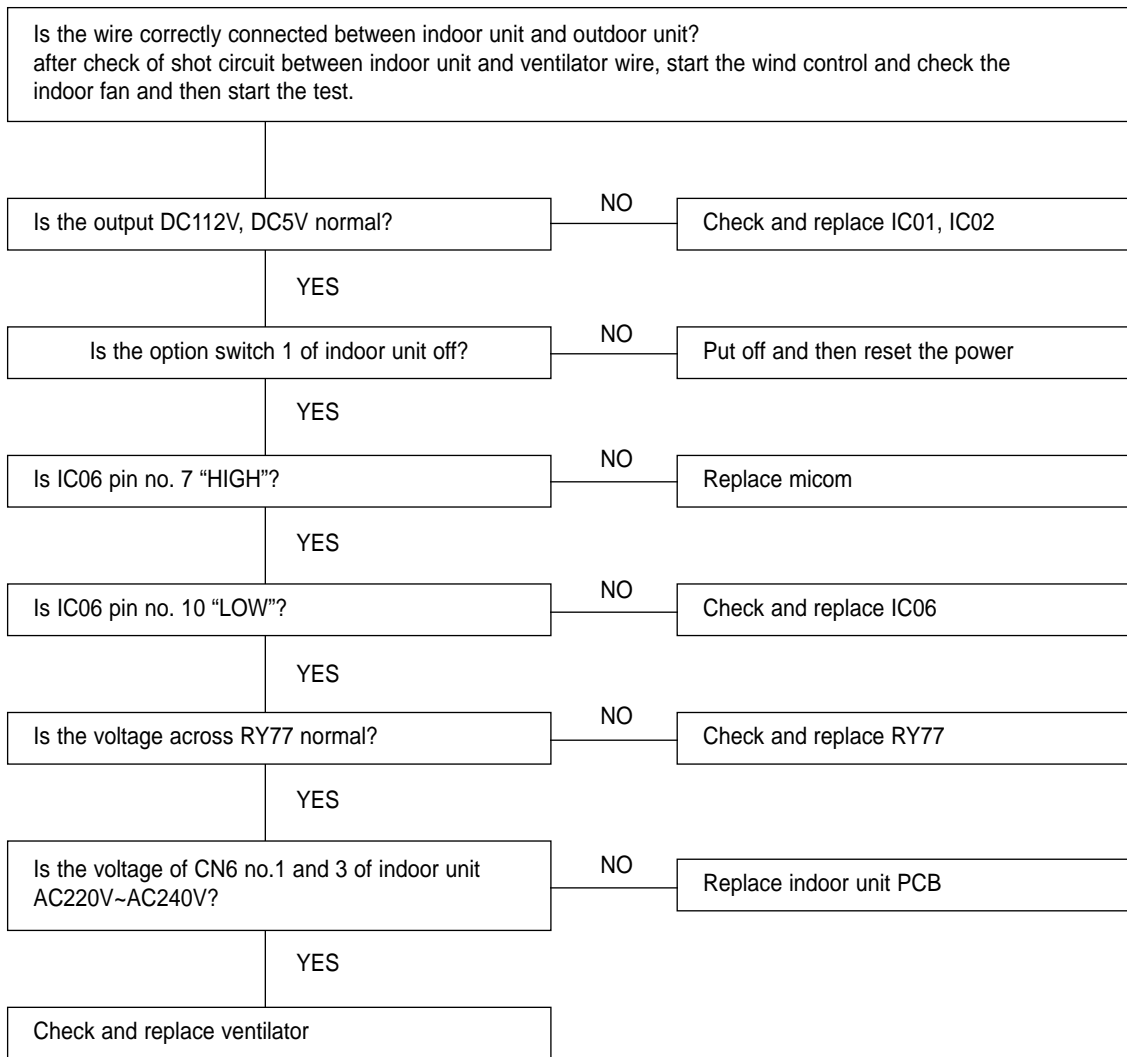 Is the wire correctly connected between indoor unit and outdoor unit?
after check of shot circuit between indoor unit and ventilator wire, start the wind control and check the
indoor fan and then start the test.
Is the output DC112V, DC5V normal?
NO
Check and replace IC01, IC02
YES
Is the option switch 1 of indoor unit off?
NO
Put off and then reset the power
YES
Is IC06 pin no. 7 “HIGH”?
NO
Replace micom
YES
Is IC06 pin no. 10 “LOW”?
NO
Check and replace IC06
YES
Is the voltage across RY77 normal?
NO
Check and replace RY77
YES
Is the voltage of CN6 no.1 and 3 of indoor unit
AC220V~AC240V?
NO
Replace indoor unit PCB
YES
Check and replace ventilator